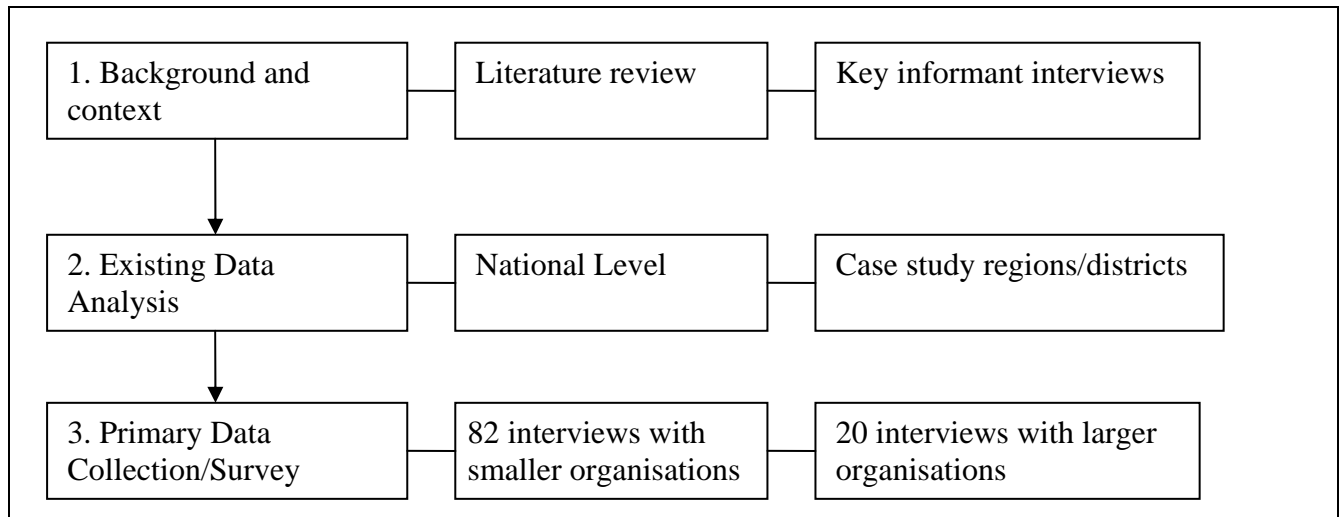 1. Background and
context
Literature review
Key informant interviews
2. Existing Data
Analysis
National Level
Case study regions/districts
3. Primary Data
Collection/Survey
82 interviews with
smaller organisations
20 interviews with larger
organisations